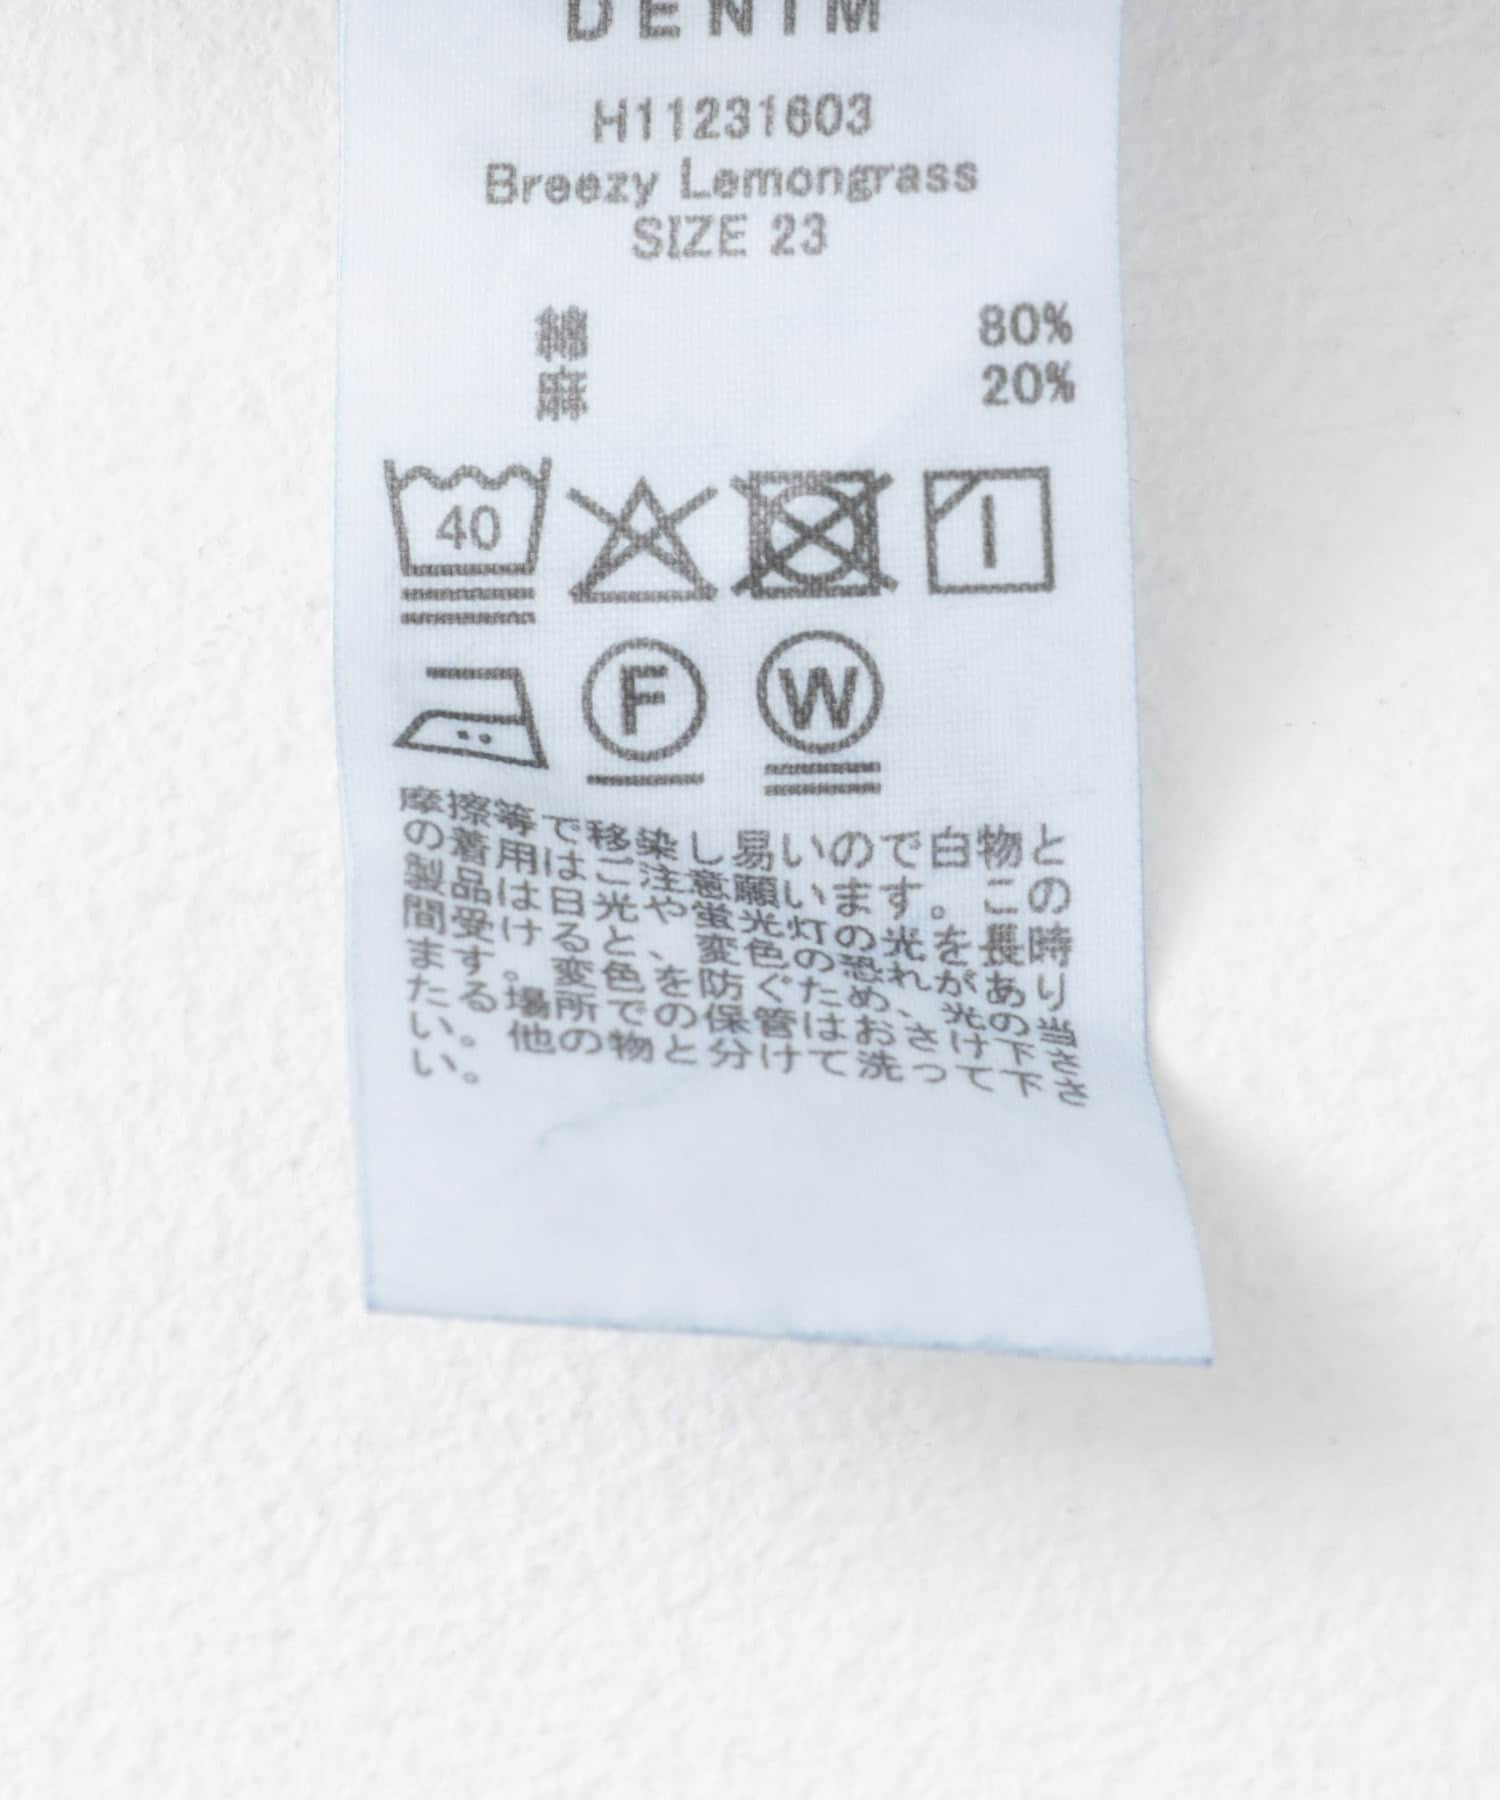 DENIM
H11231603
Breezy Lemongrass
SIZE 23
綿 80%
麻 20%
40
F W
摩擦等で移染し易いので白物と
の着用はご注意願います。この
製品は日光や蛍光灯の光を長時
間受けると、変色の恐れがあり
ます。変色を防ぐため、光の当
たる場所での保管はおさけ下さ
い。他の物と分けて洗って下さ
い。